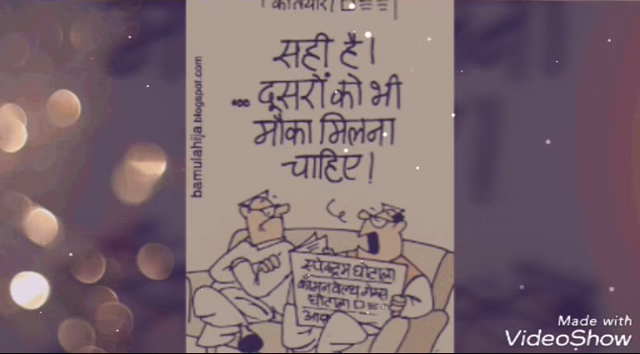 सही है।
... दूसरों को भी
मौका मिलना
चाहिए।
bamulahija.blogspot.com
स्पेक्ट्रम घोटाला
कॉमनवेल्थ गेम्स
घोटाला
Made with
VideoShow